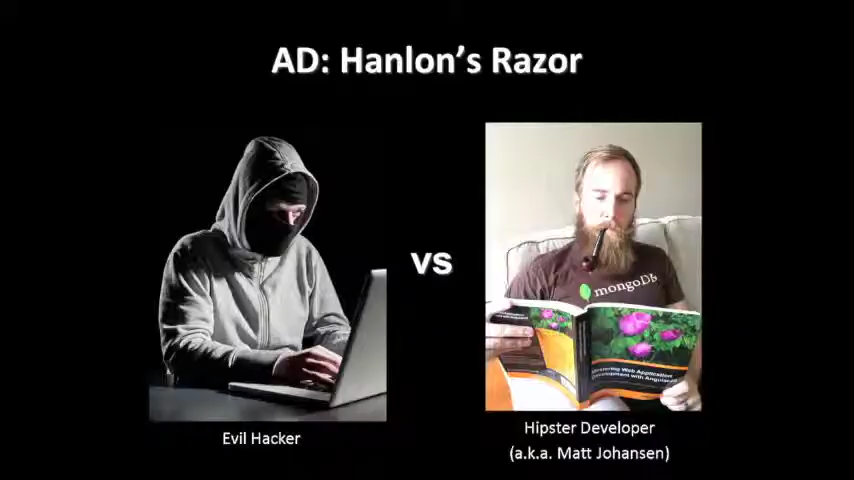 AD: Hanlon's Razor
vs
mongoDB
Mastering Web Application
Development with AngularJS
Evil Hacker
Hipster Developer
(a.k.a. Matt Johansen)